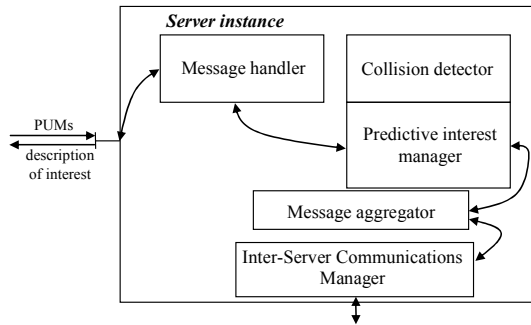 Server instance
Message handler
Collision detector
PUMs
description
of interest
Predictive interest
manager
Message aggregator
Inter-Server Communications
Manager